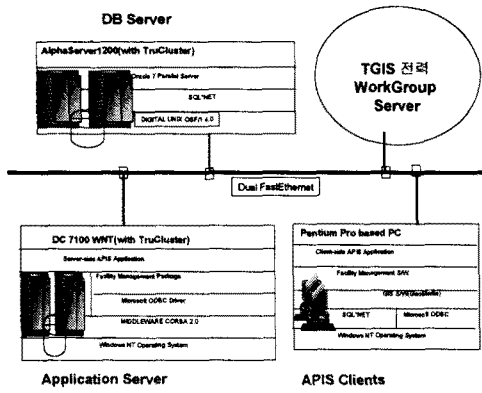 DB Server
AlphaServer1200(with TruCluster)
Oracle 7 Parallel Server
SQL*NET
DIGITAL UNIX OSF/1 4.0
TGIS 전력
WorkGroup
Server
Dual FastEthernet
DC 7100 WNT(with TruCluster)
Server-side APIS Application
Facility Management Package
Microsoft ODBC Driver
MIDDLEWARE CORBA 2.0
Windows NT Operating System
Application Server
Pentium Pro based PC
Client-side APIS Application
Facility Management S/W
GIS S/W
SQL*NET
Microsoft ODBC
Windows NT Operating System
APIS Clients